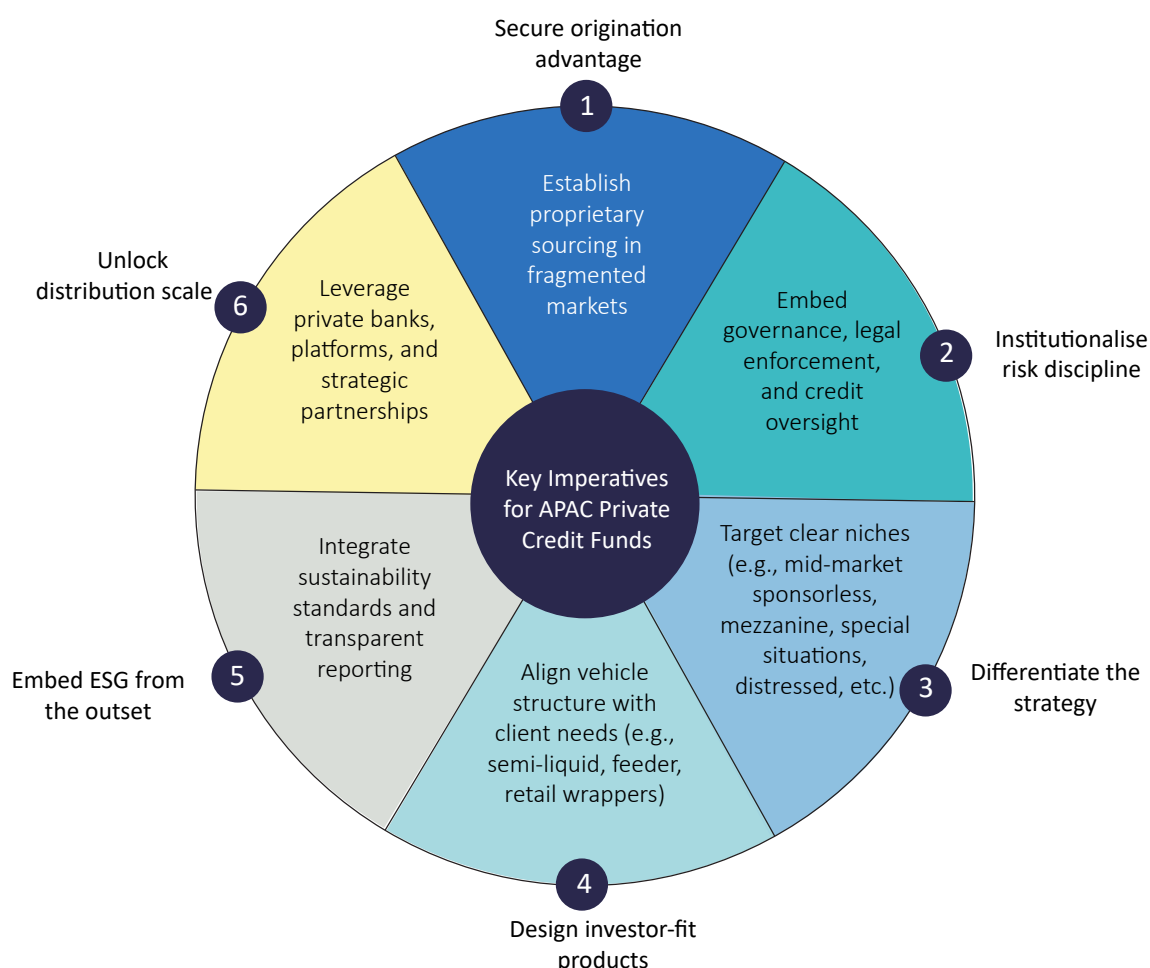 Secure origination
advantage
1
Establish
proprietary
sourcing in
fragmented
markets
Embed
governance, legal
enforcement,
and credit
oversight
2
Institutionalise
risk discipline
Target clear niches
(e.g., mid-market
sponsorless,
mezzanine, special
situations,
distressed, etc.)
3
Differentiate the
strategy
Align vehicle
structure with
client needs (e.g.,
semi-liquid, feeder,
retail wrappers)
4
Design investor-fit
products
Integrate
sustainability
standards and
transparent
reporting
5
Embed ESG from
the outset
Leverage
private banks,
platforms, and
strategic
partnerships
6
Unlock
distribution scale
Key Imperatives
for APAC Private
Credit Funds